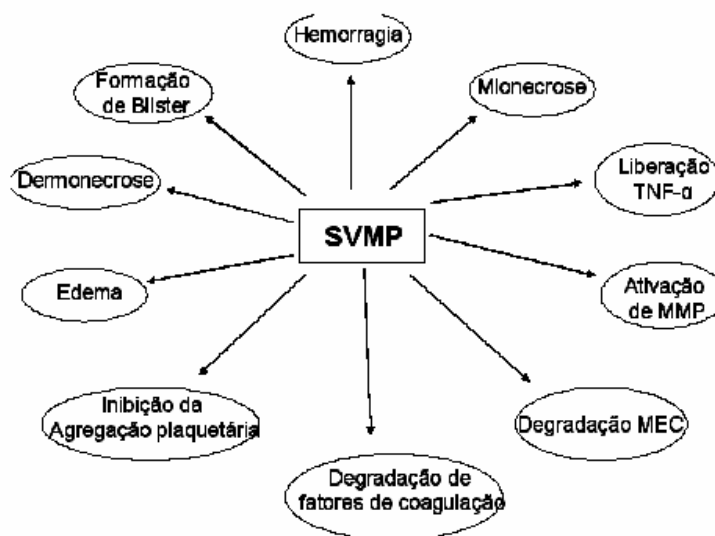 Hemorragia
Formação
de Blister
Mionecrose
Dermonecrose
Liberação
TNF-α
SVMP
Edema
Ativação
de MMP
Inibição da
Agregação plaquetária
Degradação MEC
Degradação de
fatores de coagulação